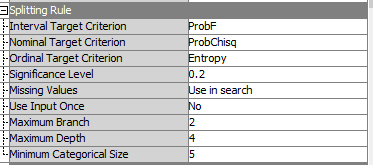 Splitting Rule
Interval Target Criterion ProbF
Nominal Target Criterion ProbChisq
Ordinal Target Criterion Entropy
Significance Level 0.2
Missing Values Use in search
Use Input Once No
Maximum Branch 2
Maximum Depth 4
Minimum Categorical Size 5